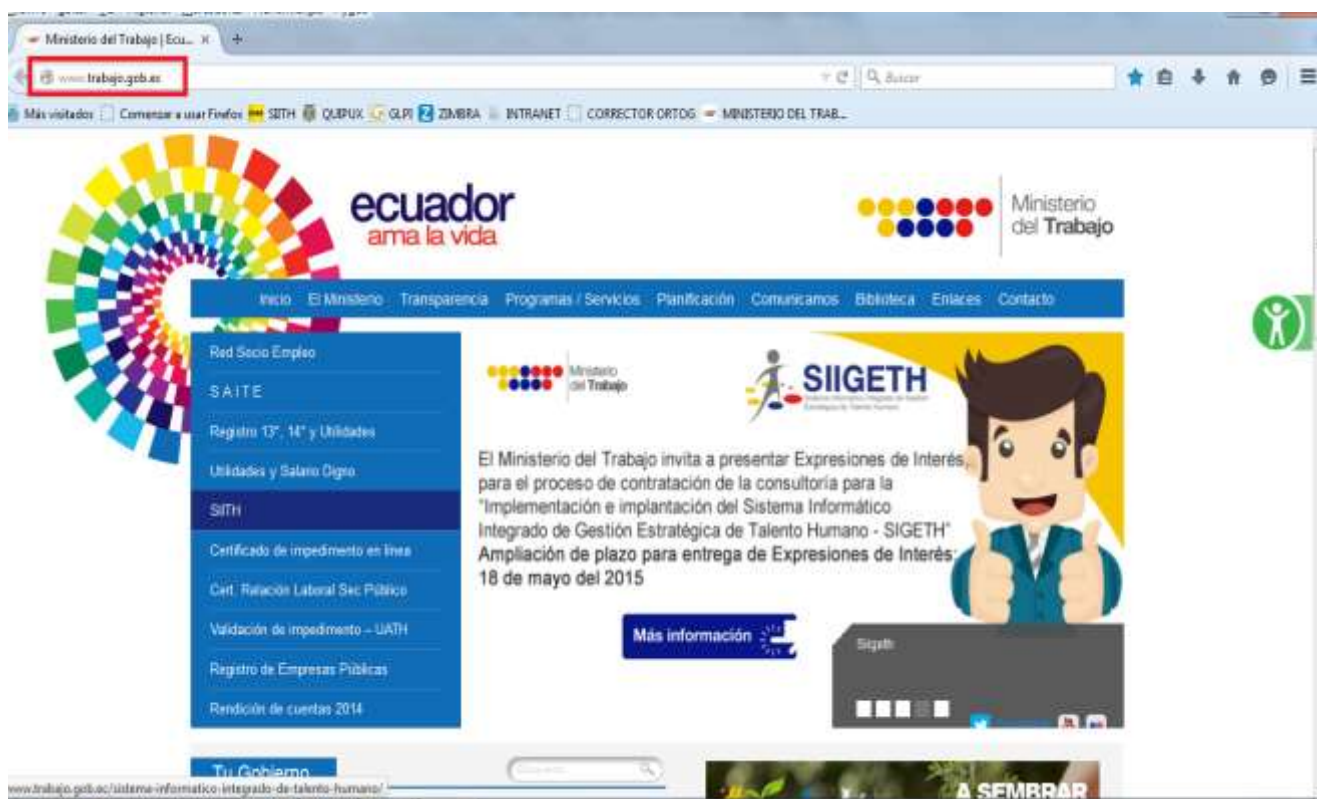 Ministerio del Trabajo | Ecu...
www.trabajo.gob.ec
Buscar
Más visitados Comenzar a usar Firefox SIITH QUIPUX GLPI ZIMBRA INTRANET CORRECTOR ORTOG MINISTERIO DEL TRAB...
ecuador
ama la vida
Ministerio
del Trabajo
Inicio El Ministerio Transparencia Programas / Servicios Planificación Comunicamos Biblioteca Enlaces Contacto
Red Socio Empleo
S A I T E
Registro 13°, 14° y Utilidades
Utilidades y Salario Digno
SIITH
Certificado de impedimento en línea
Cert. Relación Laboral Sec Público
Validación de impedimento – UATH
Registro de Empresas Públicas
Rendición de cuentas 2014
Ministerio
del Trabajo
SIIGETH
El Ministerio del Trabajo invita a presentar Expresiones de Interés,
para el proceso de contratación de la consultoría para la
"Implementación e implantación del Sistema Informático
Integrado de Gestión Estratégica de Talento Humano - SIGETH"
Ampliación de plazo para entrega de Expresiones de Interés:
18 de mayo del 2015
Más información
Sigeth
Tu Gobierno
A SEMBRAR
www.trabajo.gob.ec/sistema-informatico-integrado-de-talento-humano/